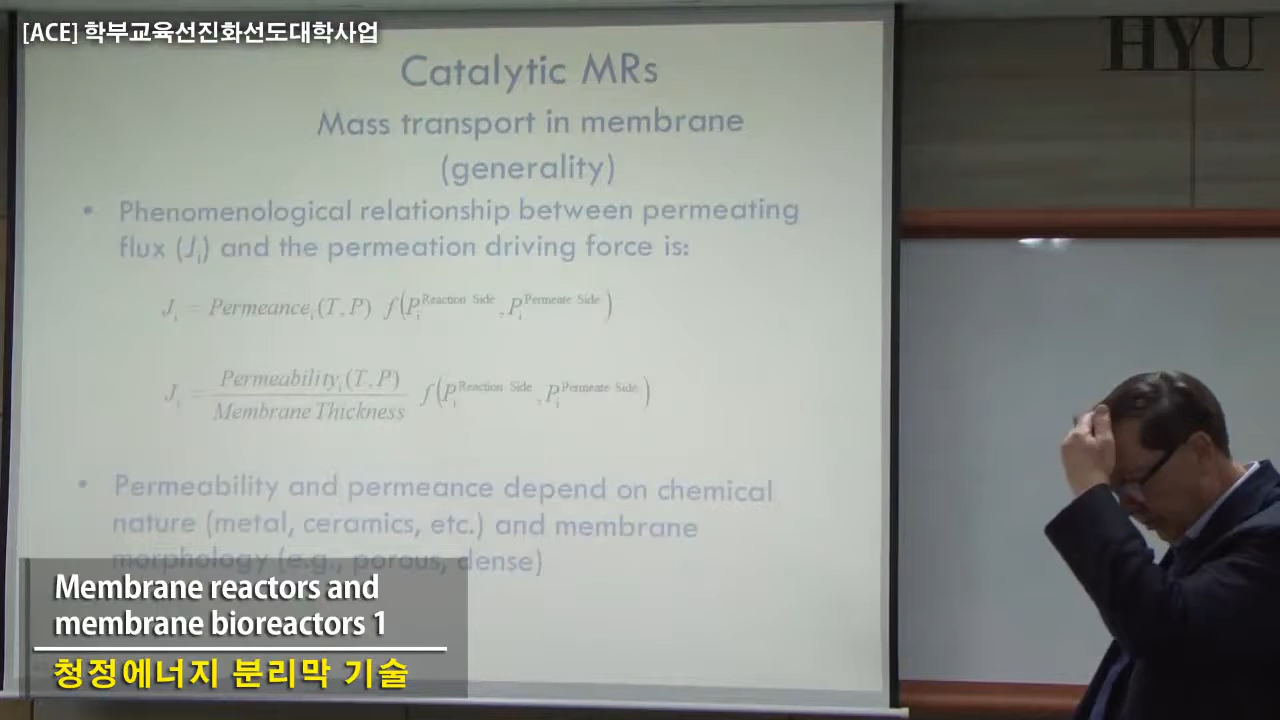 [ACE] 학부교육선진화선도대학사업
HYU
Catalytic MRs
Mass transport in membrane
(generality)
• Phenomenological relationship between permeating
flux (Ji) and the permeation driving force is:
Ji = Permeancei(T,P) f(Pi^Reaction Side, Pi^Permeate Side)
Ji = Permeabilityi(T,P) / Membrane Thickness f(Pi^Reaction Side, Pi^Permeate Side)
• Permeability and permeance depend on chemical
nature (metal, ceramics, etc.) and membrane
morphology (e.g., porous, dense)
Membrane reactors and
membrane bioreactors 1
청정에너지 분리막 기술